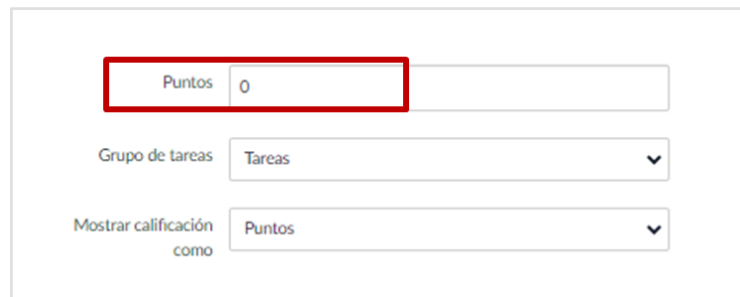 Puntos 0
Grupo de tareas Tareas
Mostrar calificación Puntos
como